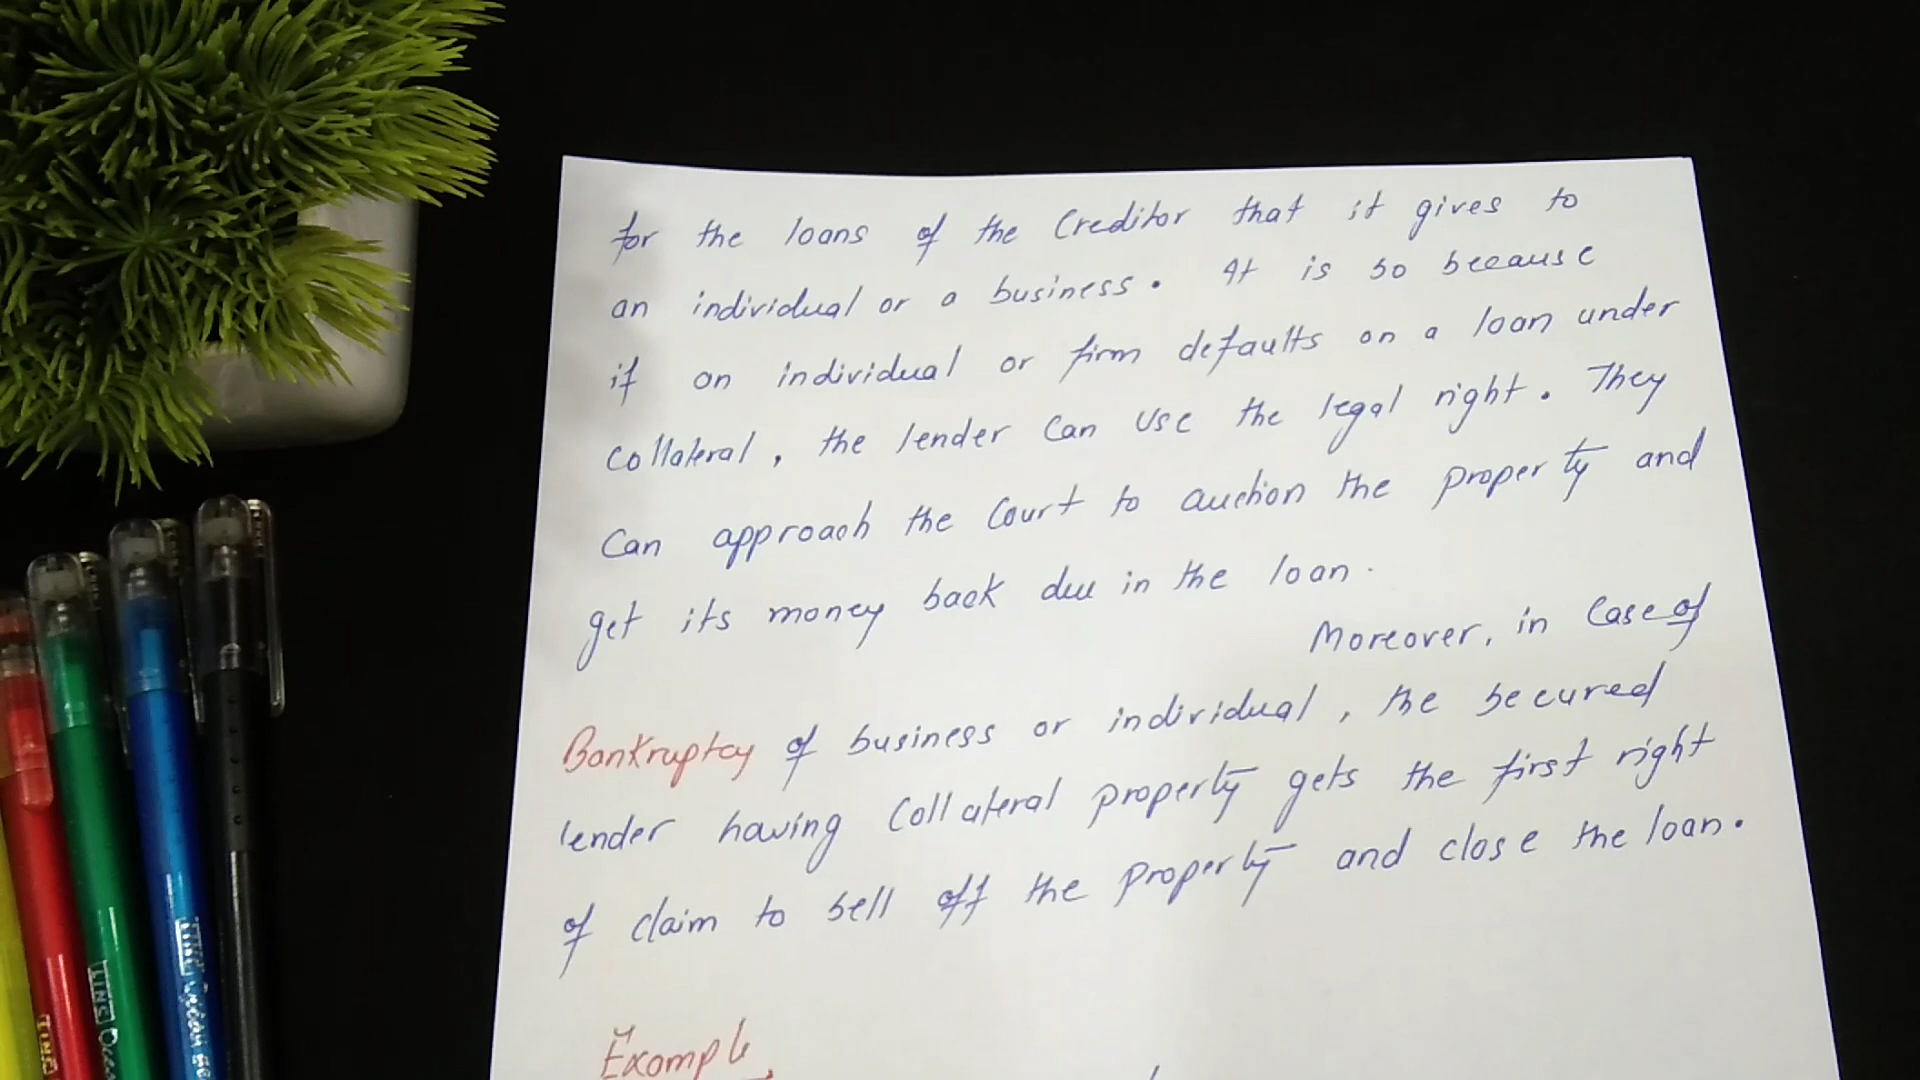 for the loans of the Creditor that it gives to
an individual or a business. It is so because
if an individual or firm defaults on a loan under
Collateral, the lender Can Use the legal right. They
Can approach the Court to auction the property and
get its money back due in the loan.
Moreover, in Case of
Bankruptcy of business or individual, the secured
lender having Collateral property gets the first right
of claim to sell off the property and close the loan.
Example